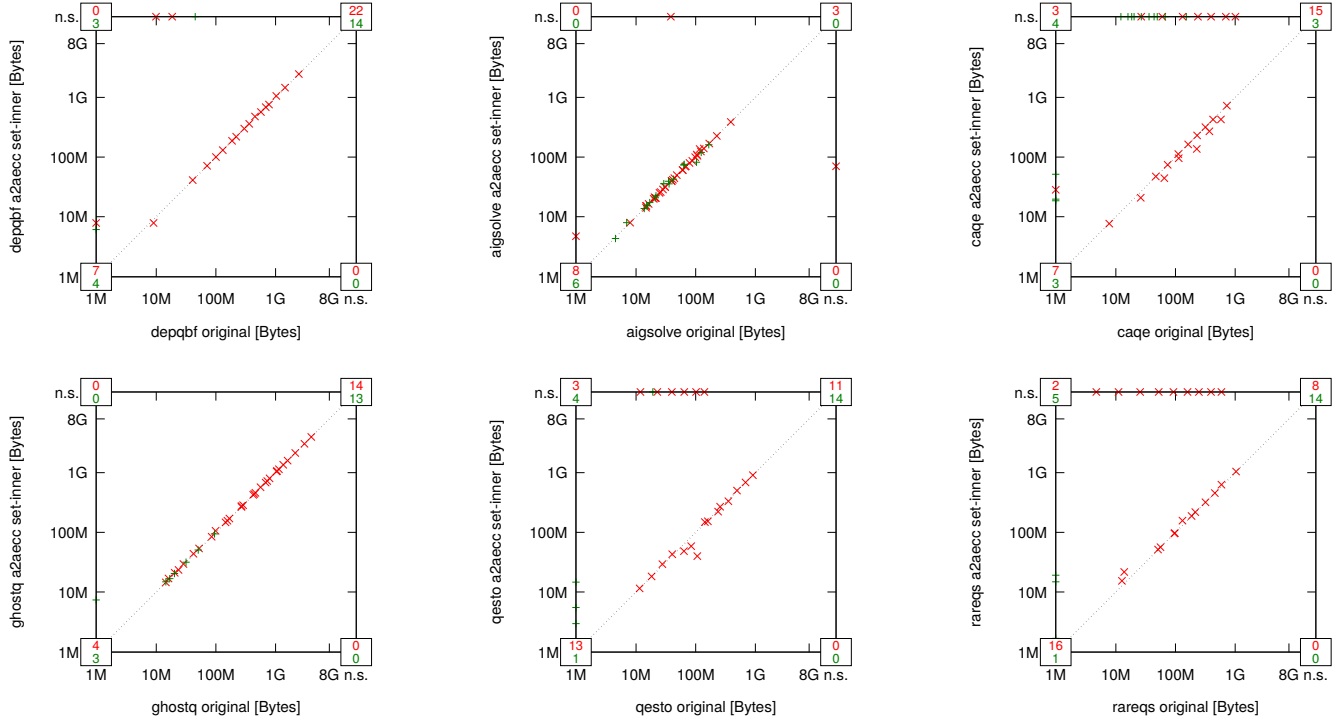 n.s. 0 3 22 14
8G
1G
100M
10M
1M 7 4 0 0
1M 10M 100M 1G 8G n.s.
depqbf original [Bytes]
depqbf a2aecc set-inner [Bytes]
n.s. 0 0 3 0
8G
1G
100M
10M
1M 8 6 0 0
1M 10M 100M 1G 8G n.s.
aigsolve original [Bytes]
aigsolve a2aecc set-inner [Bytes]
n.s. 3 4 15 3
8G
1G
100M
10M
1M 7 3 0 0
1M 10M 100M 1G 8G n.s.
caqe original [Bytes]
caqe a2aecc set-inner [Bytes]
n.s. 0 0 14 13
8G
1G
100M
10M
1M 4 3 0 0
1M 10M 100M 1G 8G n.s.
ghostq original [Bytes]
ghostq a2aecc set-inner [Bytes]
n.s. 3 4 11 14
8G
1G
100M
10M
1M 13 1 0 0
1M 10M 100M 1G 8G n.s.
qesto original [Bytes]
qesto a2aecc set-inner [Bytes]
n.s. 2 5 8 14
8G
1G
100M
10M
1M 16 1 0 0
1M 10M 100M 1G 8G n.s.
rareqs original [Bytes]
rareqs a2aecc set-inner [Bytes]